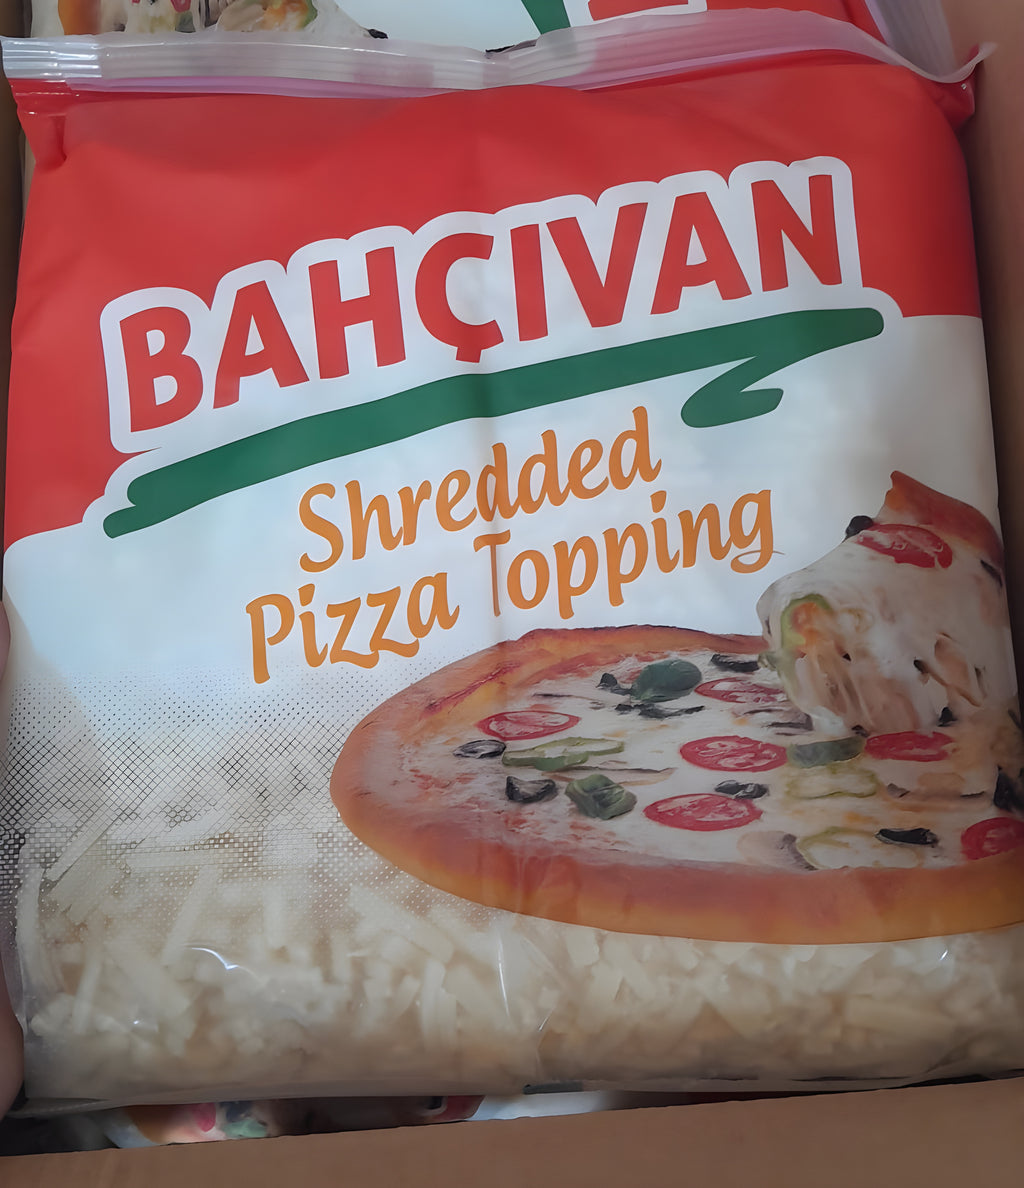 BAHÇIVAN
Shredded
Pizza Topping